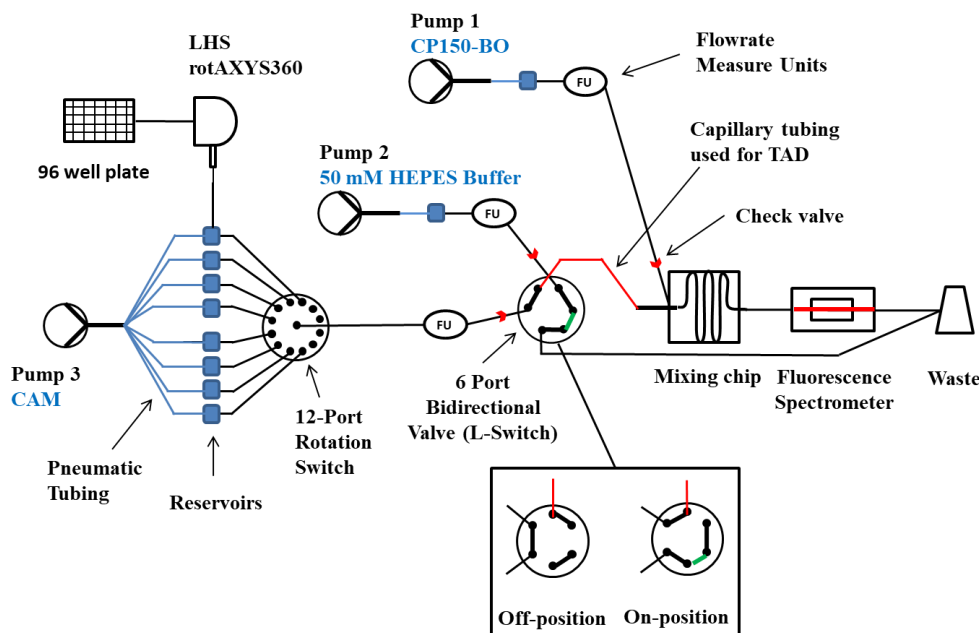 LHS
rotAXYS360
Pump 1
CP150-BO
FU
Flowrate
Measure Units
96 well plate
Pump 2
50 mM HEPES Buffer
FU
Capillary tubing
used for TAD
Check valve
Pump 3
CAM
FU
Mixing chip
Fluorescence
Spectrometer
Waste
12-Port
Rotation
Switch
6 Port
Bidirectional
Valve (L-Switch)
Pneumatic
Tubing
Reservoirs
Off-position
On-position